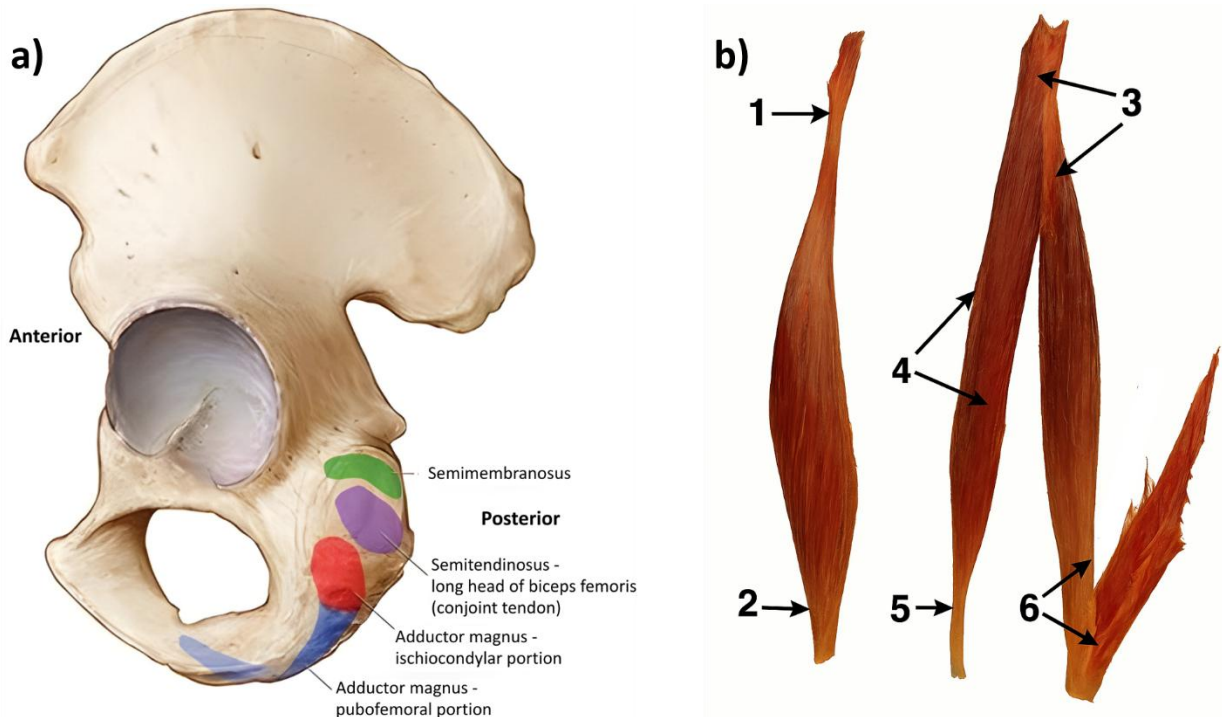 a)
Anterior
Semimembranosus
Posterior
Semitendinosus -
long head of biceps femoris
(conjoint tendon)
Adductor magnus -
ischiocondylar portion
Adductor magnus -
pubofemoral portion
b)
1
2
3
4
5
6